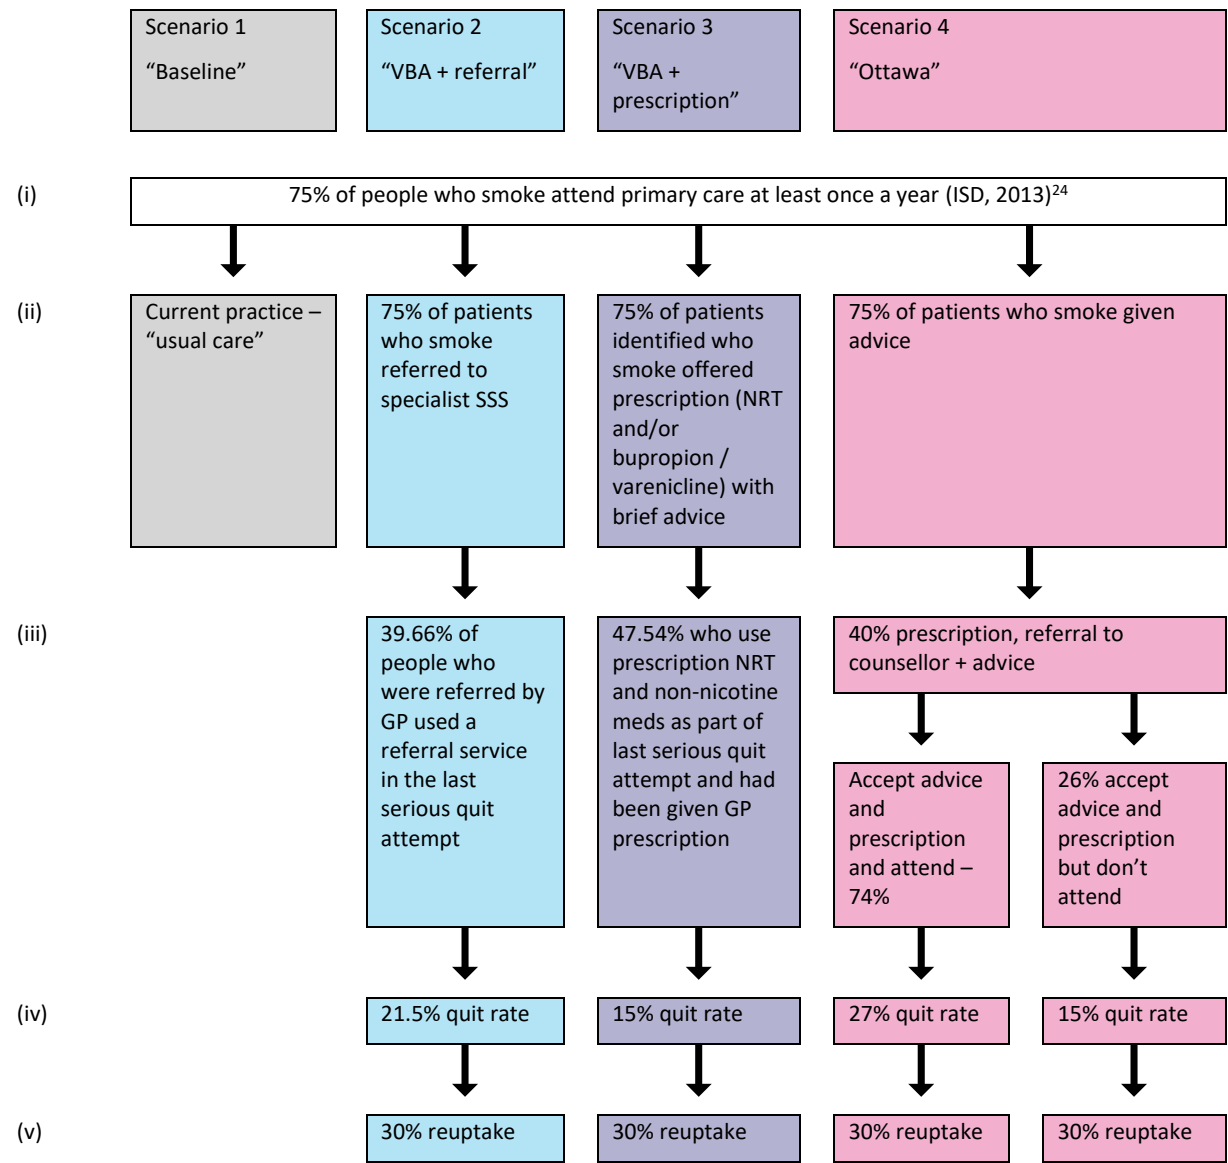 Scenario 1
“Baseline”
Scenario 2
“VBA + referral”
Scenario 3
“VBA +
prescription”
Scenario 4
“Ottawa”
(i)
75% of people who smoke attend primary care at least once a year (ISD, 2013)24
(ii)
Current practice –
“usual care”
75% of patients
who smoke
referred to
specialist SSS
75% of patients
identified who
smoke offered
prescription (NRT
and/or
bupropion /
varenicline) with
brief advice
75% of patients who smoke given
advice
(iii)
39.66% of
people who
were referred by
GP used a
referral service
in the last
serious quit
attempt
47.54% who use
prescription NRT
and non-nicotine
meds as part of
last serious quit
attempt and had
been given GP
prescription
40% prescription, referral to
counsellor + advice
Accept advice
and
prescription
and attend –
74%
26% accept
advice and
prescription
but don’t
attend
(iv)
21.5% quit rate
15% quit rate
27% quit rate
15% quit rate
(v)
30% reuptake
30% reuptake
30% reuptake
30% reuptake